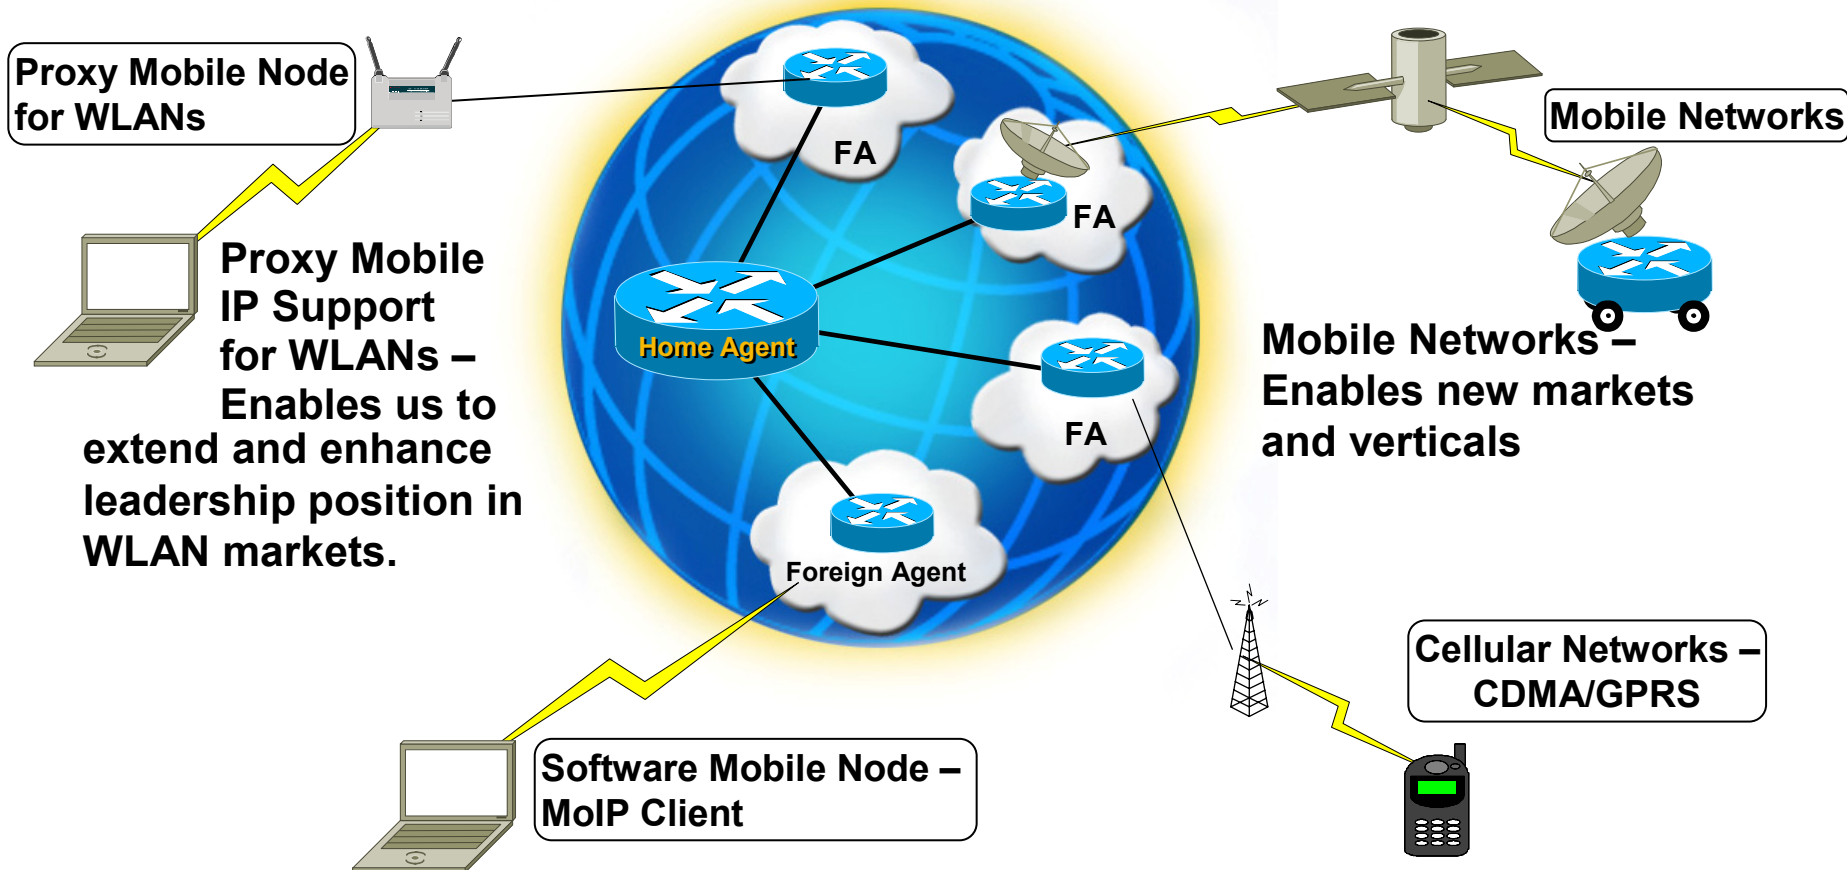 Proxy Mobile Node
for WLANs
FA
Mobile Networks
FA
Proxy Mobile
IP Support
for WLANs –
Enables us to
extend and enhance
leadership position in
WLAN markets.
Home Agent
Mobile Networks –
Enables new markets
and verticals
FA
Foreign Agent
Cellular Networks –
CDMA/GPRS
Software Mobile Node –
MoIP Client